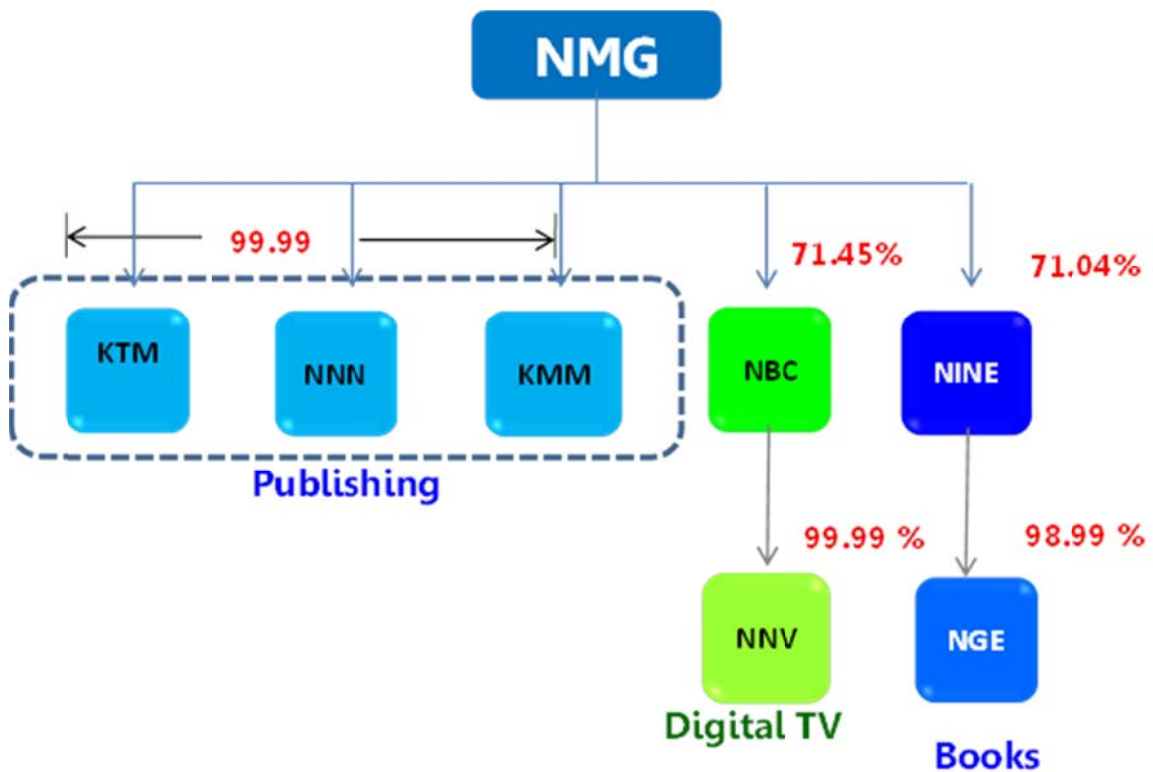 NMG
99.99
71.45%
71.04%
KTM
NNN
KMM
NBC
NINE
Publishing
99.99 %
98.99 %
NNV
NGE
Digital TV
Books